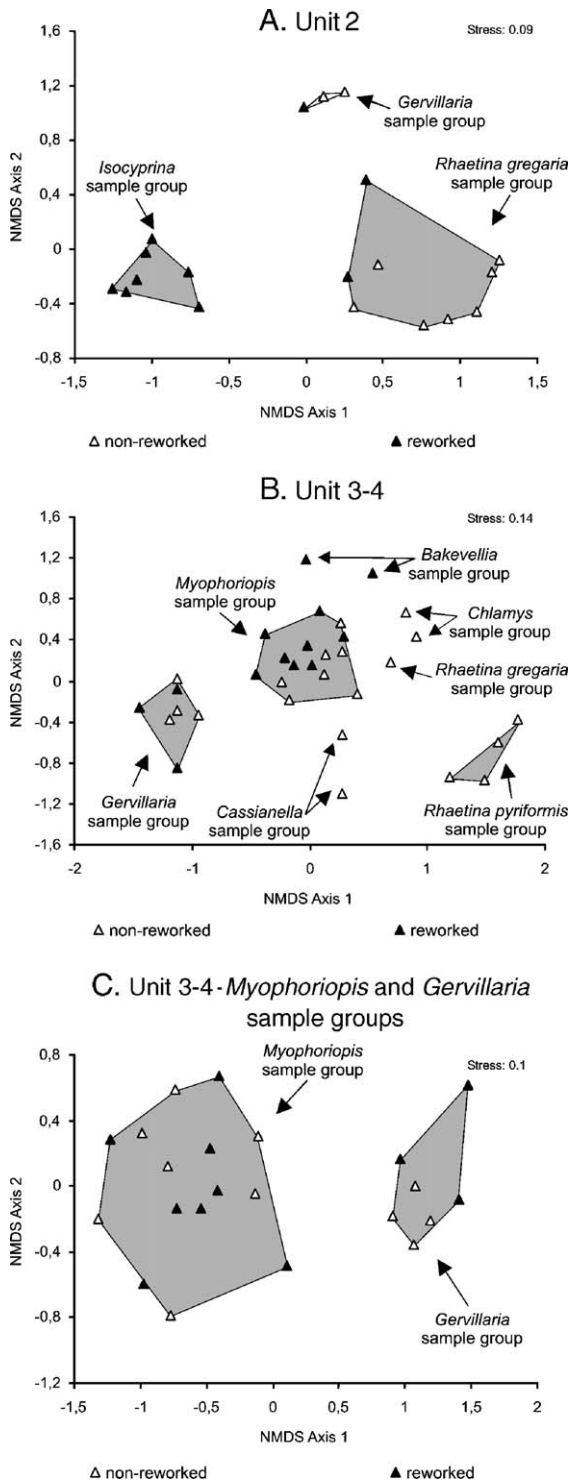 A. Unit 2
Stress: 0.09
1,6
1,2
0,8
0,4
0
-0,4
-0,8
NMDS Axis 2
Gervillaria
sample group
Isocyprina
sample group
Rhaetina gregaria
sample group
-1,5 -1 -0,5 0 0,5 1 1,5
NMDS Axis 1
△ non-reworked ▲ reworked
B. Unit 3-4
Stress: 0.14
1,6
1,2
0,8
0,4
0
-0,4
-0,8
-1,2
-1,6
NMDS Axis 2
Bakevellia
sample group
Myophoriopis
sample group
Chlamys
sample group
Rhaetina gregaria
sample group
Gervillaria
sample group
Cassianella
sample group
Rhaetina pyriformis
sample group
-2 -1 0 1 2
NMDS Axis 1
△ non-reworked ▲ reworked
C. Unit 3-4 - Myophoriopis and Gervillaria
sample groups
Stress: 0.1
0,8
0,4
0
-0,4
-0,8
-1,2
NMDS Axis 2
Myophoriopis
sample group
Gervillaria
sample group
-1,5 -1 -0,5 0 0,5 1 1,5 2
NMDS Axis 1
△ non-reworked ▲ reworked